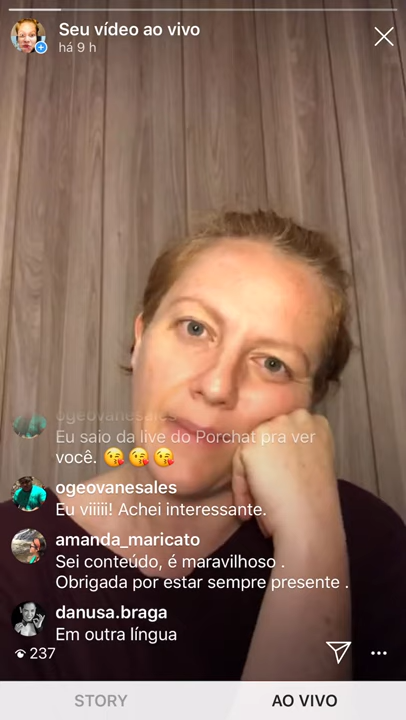 Seu vídeo ao vivo
há 9 h
ogeovanesales
Eu saio da live do Porchat pra ver
você. 😘😘😘
ogeovanesales
Eu viiiii! Achei interessante.
amanda_maricato
Sei conteúdo, é maravilhoso .
Obrigada por estar sempre presente .
danusa.braga
Em outra língua
237
STORY
AO VIVO